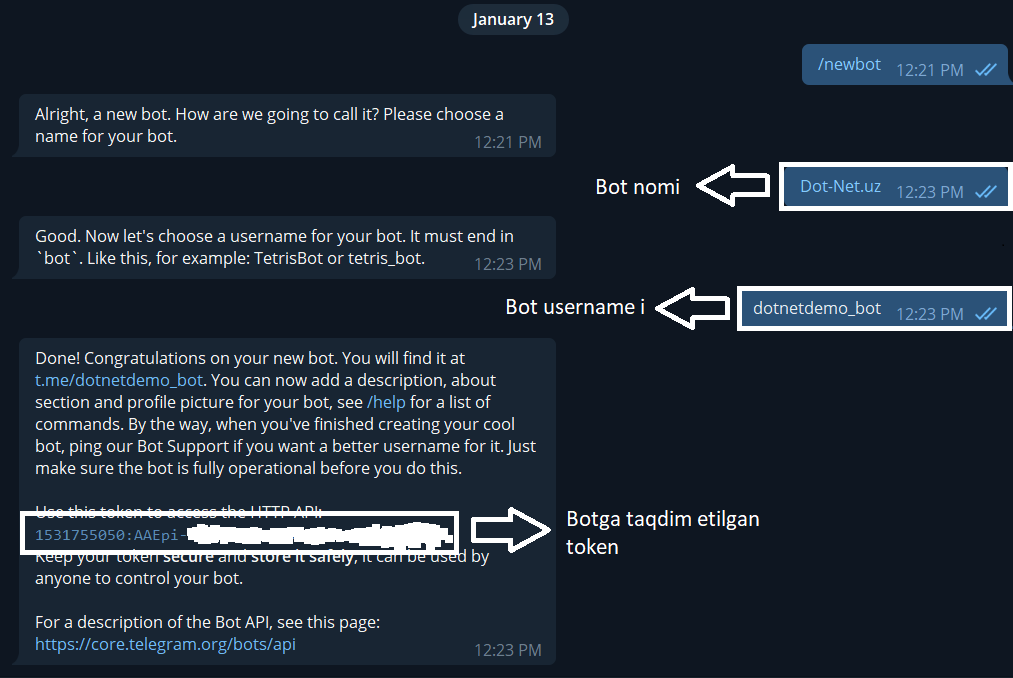 January 13
/newbot 12:21 PM
Alright, a new bot. How are we going to call it? Please choose a
name for your bot. 12:21 PM
Bot nomi
Dot-Net.uz 12:23 PM
Good. Now let's choose a username for your bot. It must end in
`bot`. Like this, for example: TetrisBot or tetris_bot. 12:23 PM
Bot username i
dotnetdemo_bot 12:23 PM
Done! Congratulations on your new bot. You will find it at
t.me/dotnetdemo_bot. You can now add a description, about
section and profile picture for your bot, see /help for a list of
commands. By the way, when you've finished creating your cool
bot, ping our Bot Support if you want a better username for it. Just
make sure the bot is fully operational before you do this.
Use this token to access the HTTP API:
1531755050:AAEpi-
Botga taqdim etilgan
token
Keep your token secure and store it safely, it can be used by
anyone to control your bot.
For a description of the Bot API, see this page:
https://core.telegram.org/bots/api 12:23 PM